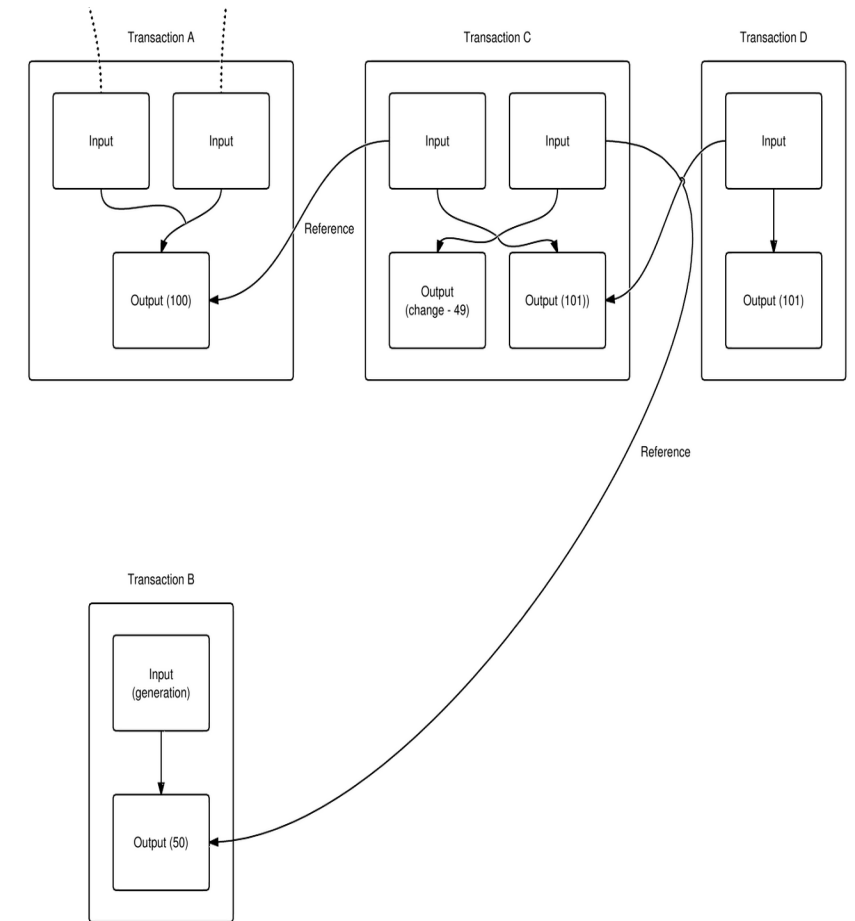 Transaction A
Transaction C
Transaction D
Input
Input
Input
Input
Input
Reference
Output (100)
Output
(change - 49)
Output (101))
Output (101)
Reference
Transaction B
Input
(generation)
Output (50)